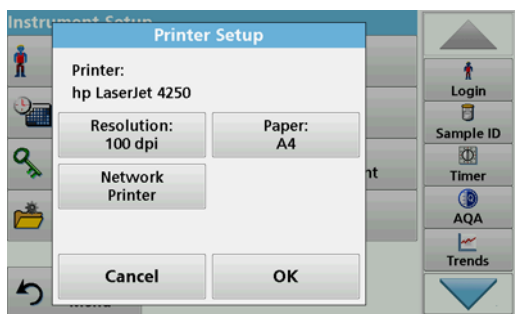 Instrument Setup
Printer Setup
Printer:
hp LaserJet 4250
Resolution:
100 dpi
Paper:
A4
Network
Printer
Cancel
OK
Login
Sample ID
Timer
AQA
Trends